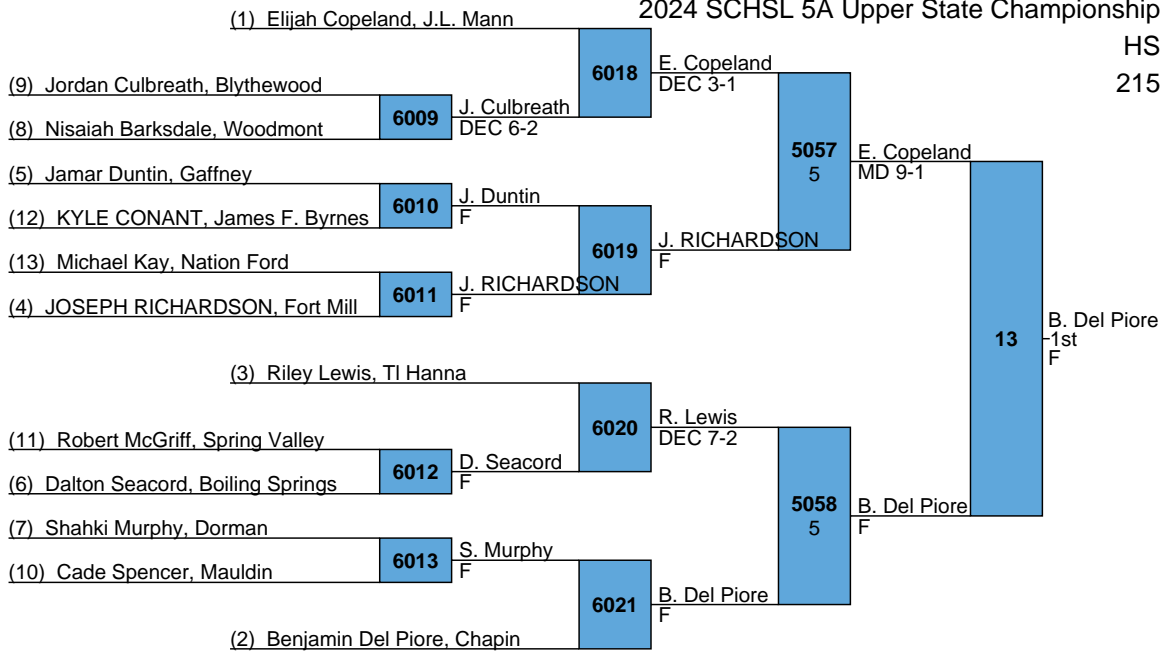 2024 SCHSL 5A Upper State Championship
HS
215
(1) Elijah Copeland, J.L. Mann
(9) Jordan Culbreath, Blythewood
(8) Nisaiah Barksdale, Woodmont
(5) Jamar Duntin, Gaffney
(12) KYLE CONANT, James F. Byrnes
(13) Michael Kay, Nation Ford
(4) JOSEPH RICHARDSON, Fort Mill
(3) Riley Lewis, Tl Hanna
(11) Robert McGriff, Spring Valley
(6) Dalton Seacord, Boiling Springs
(7) Shahki Murphy, Dorman
(10) Cade Spencer, Mauldin
(2) Benjamin Del Piore, Chapin
6009
J. Culbreath
DEC 6-2
6010
J. Duntin
F
6011
J. RICHARDSON
F
6012
D. Seacord
F
6013
S. Murphy
F
6018
E. Copeland
DEC 3-1
6019
J. RICHARDSON
F
6020
R. Lewis
DEC 7-2
6021
B. Del Piore
F
5057
5
E. Copeland
MD 9-1
5058
5
B. Del Piore
F
13
B. Del Piore
1st
F